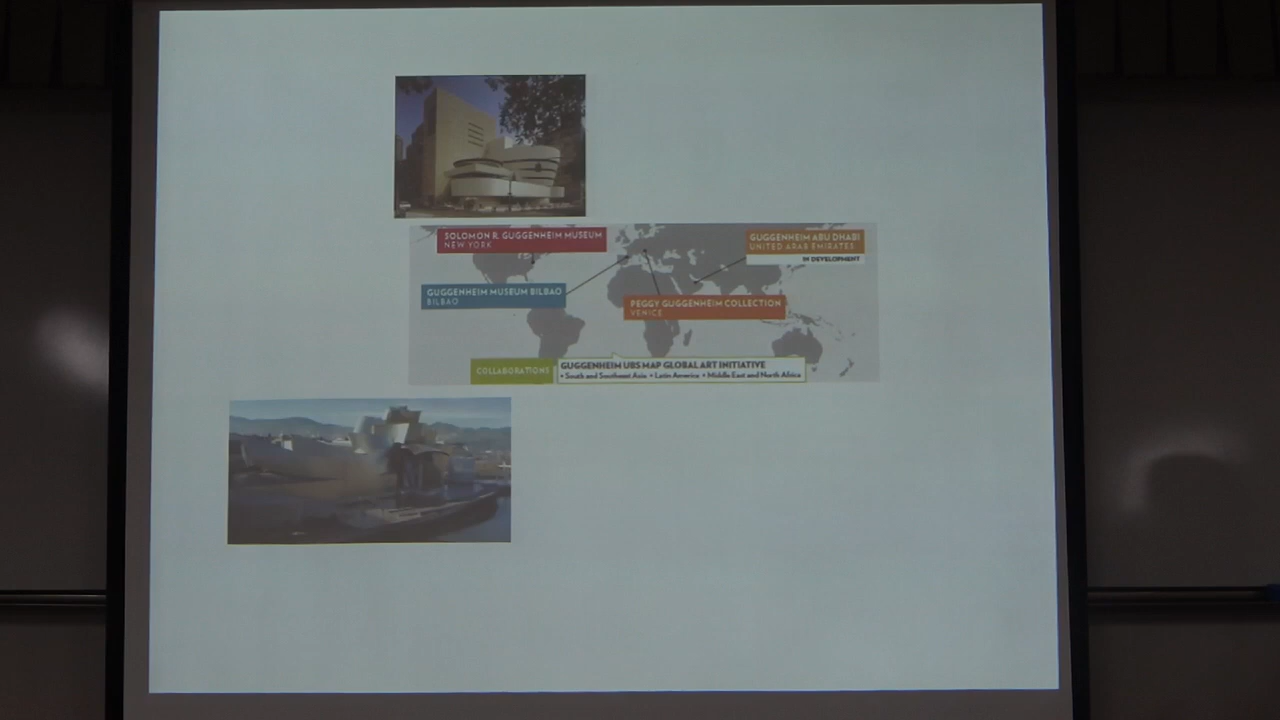 SOLOMON R. GUGGENHEIM MUSEUM
NEW YORK
GUGGENHEIM ABU DHABI
UNITED ARAB EMIRATES
IN DEVELOPMENT
GUGGENHEIM MUSEUM BILBAO
BILBAO
PEGGY GUGGENHEIM COLLECTION
VENICE
COLLABORATIONS
GUGGENHEIM UBS MAP GLOBAL ART INITIATIVE
• South and Southeast Asia • Latin America • Middle East and North Africa